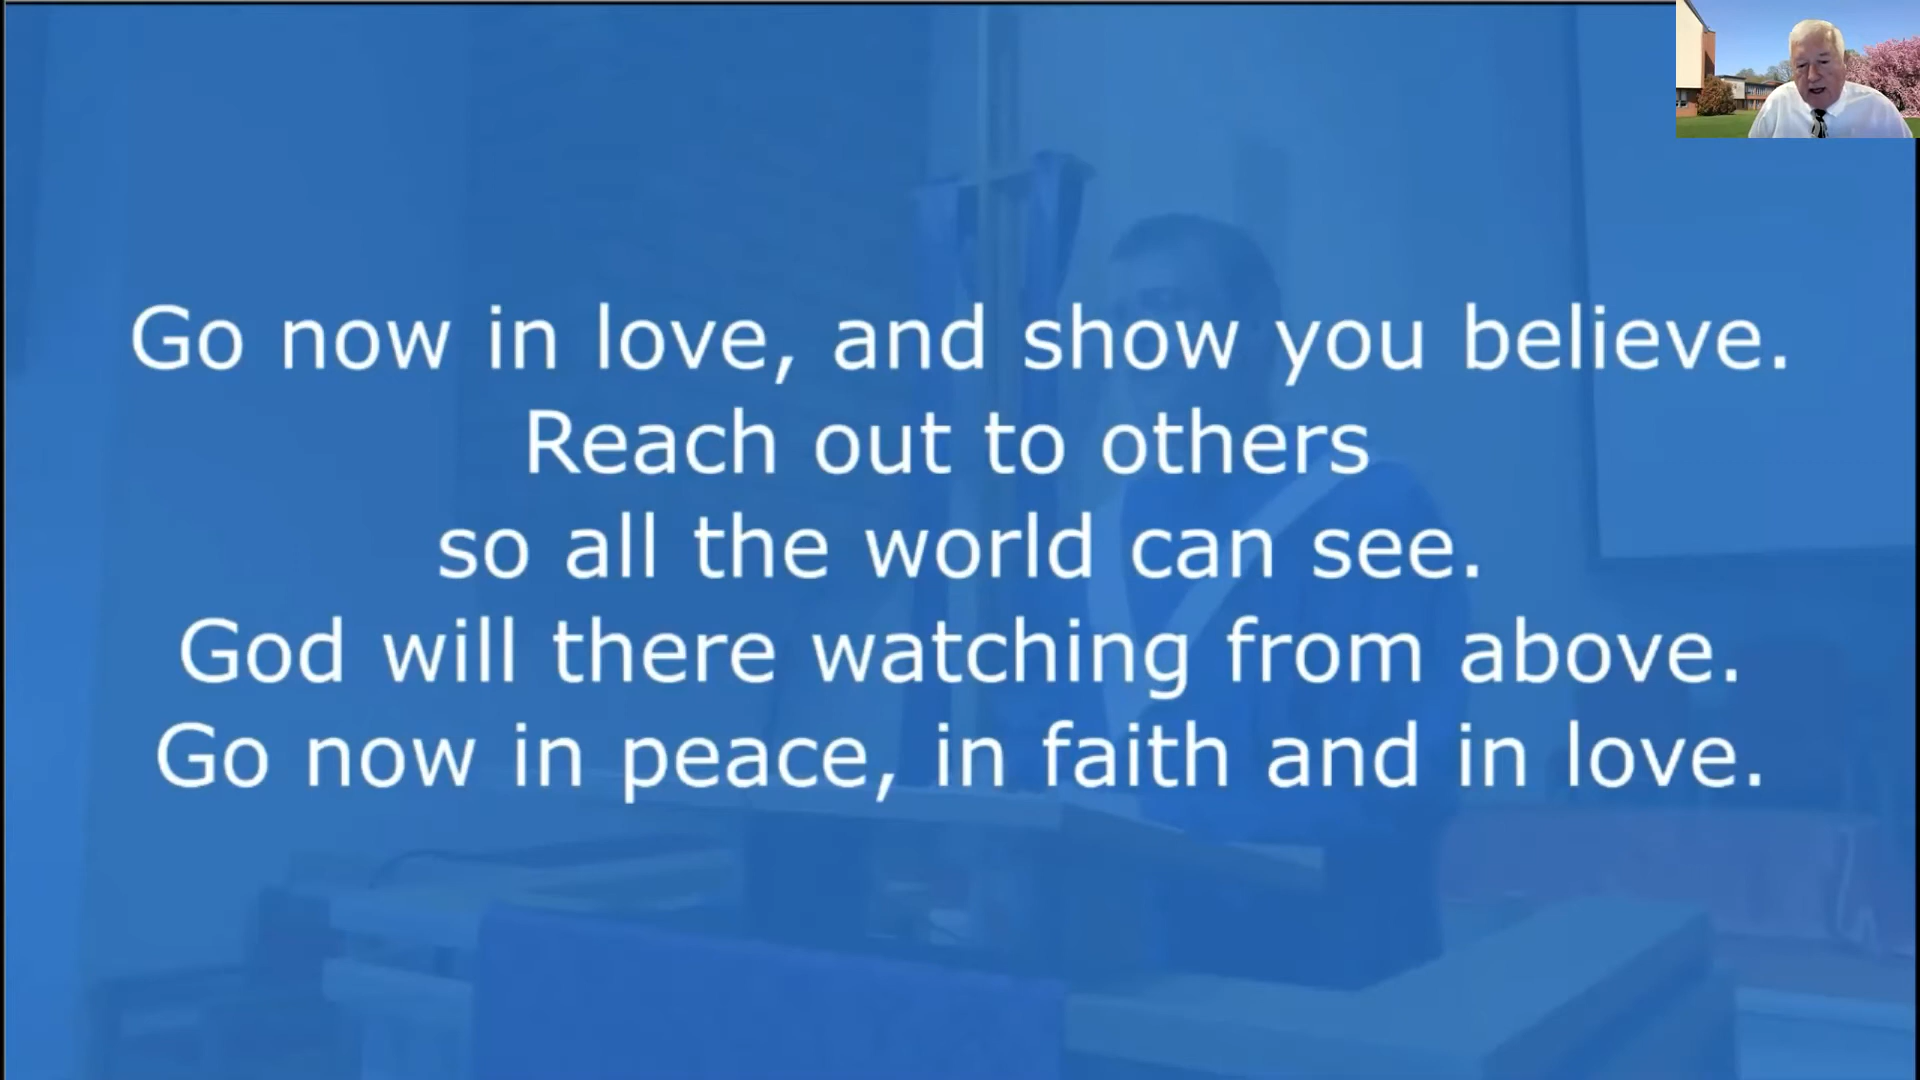 Go now in love, and show you believe.
Reach out to others
so all the world can see.
God will there watching from above.
Go now in peace, in faith and in love.